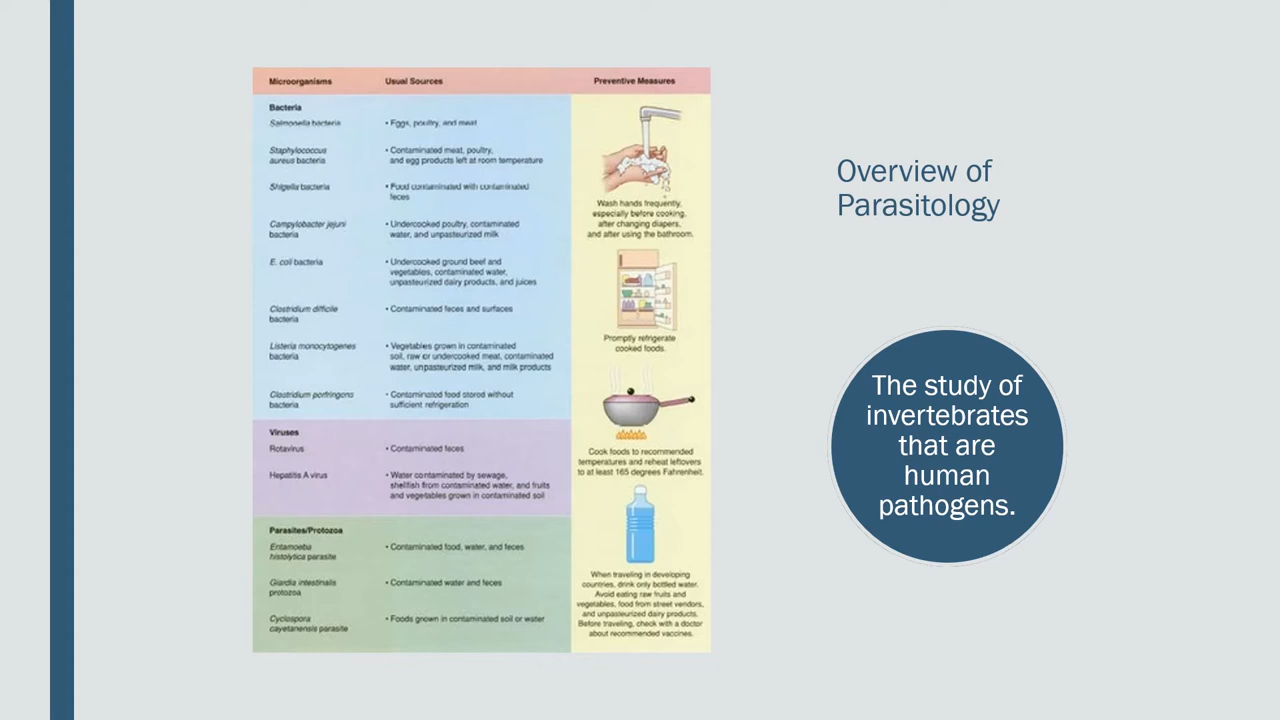 Microorganisms Usual Sources Preventive Measures
Bacteria
Salmonella bacteria • Eggs, poultry, and meat
Staphylococcus • Contaminated meat, poultry,
aureus bacteria and egg products left at room temperature
Shigella bacteria • Food contaminated with contaminated
feces
Campylobacter jejuni • Undercooked poultry, contaminated
bacteria water, and unpasteurized milk
E. coli bacteria • Undercooked ground beef and
vegetables, contaminated water,
unpasteurized dairy products, and juices
Clostridium difficile • Contaminated feces and surfaces
bacteria
Listeria monocytogenes • Vegetables grown in contaminated
bacteria soil, raw or undercooked meat, contaminated
water, unpasteurized milk, and milk products
Clostridium perfringens • Contaminated food stored without
bacteria sufficient refrigeration
Viruses
Rotavirus • Contaminated feces
Hepatitis A virus • Water contaminated by sewage,
shellfish from contaminated water, and fruits
and vegetables grown in contaminated soil
Parasites/Protozoa
Entamoeba • Contaminated food, water, and feces
histolytica parasite
Giardia intestinalis • Contaminated water and feces
protozoa
Cyclospora • Foods grown in contaminated soil or water
cayetanensis parasite
Wash hands frequently,
especially before cooking,
after changing diapers,
and after using the bathroom.
Promptly refrigerate
cooked foods.
Cook foods to recommended
temperatures and reheat leftovers
to at least 165 degrees Fahrenheit.
When traveling in developing
countries, drink only bottled water.
Avoid eating raw fruits and
vegetables, food from street vendors,
and unpasteurized dairy products.
Before traveling, check with a doctor
about recommended vaccines.
Overview of
Parasitology
The study of
invertebrates
that are
human
pathogens.